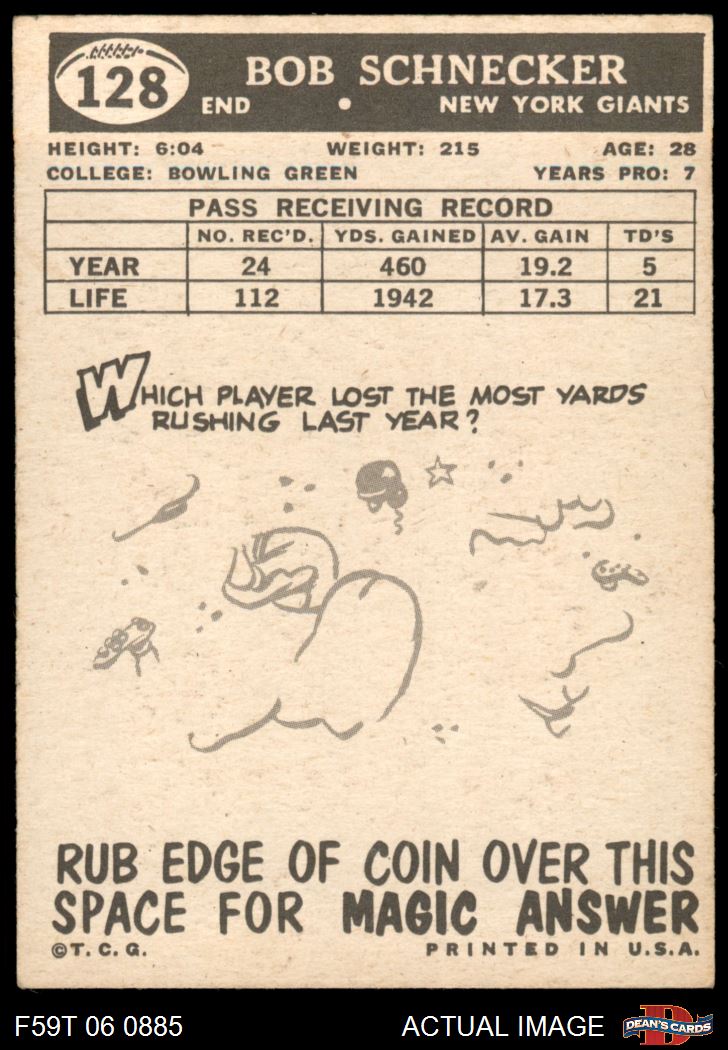 128
BOB SCHNECKER
END • NEW YORK GIANTS
HEIGHT: 6:04 WEIGHT: 215 AGE: 28
COLLEGE: BOWLING GREEN YEARS PRO: 7
PASS RECEIVING RECORD
NO. REC'D. YDS. GAINED AV. GAIN TD'S
YEAR 24 460 19.2 5
LIFE 112 1942 17.3 21
WHICH PLAYER LOST THE MOST YARDS
RUSHING LAST YEAR?
RUB EDGE OF COIN OVER THIS
SPACE FOR MAGIC ANSWER
©T. C. G. PRINTED IN U.S.A.
F59T 06 0885 ACTUAL IMAGE D DEAN'S CARDS